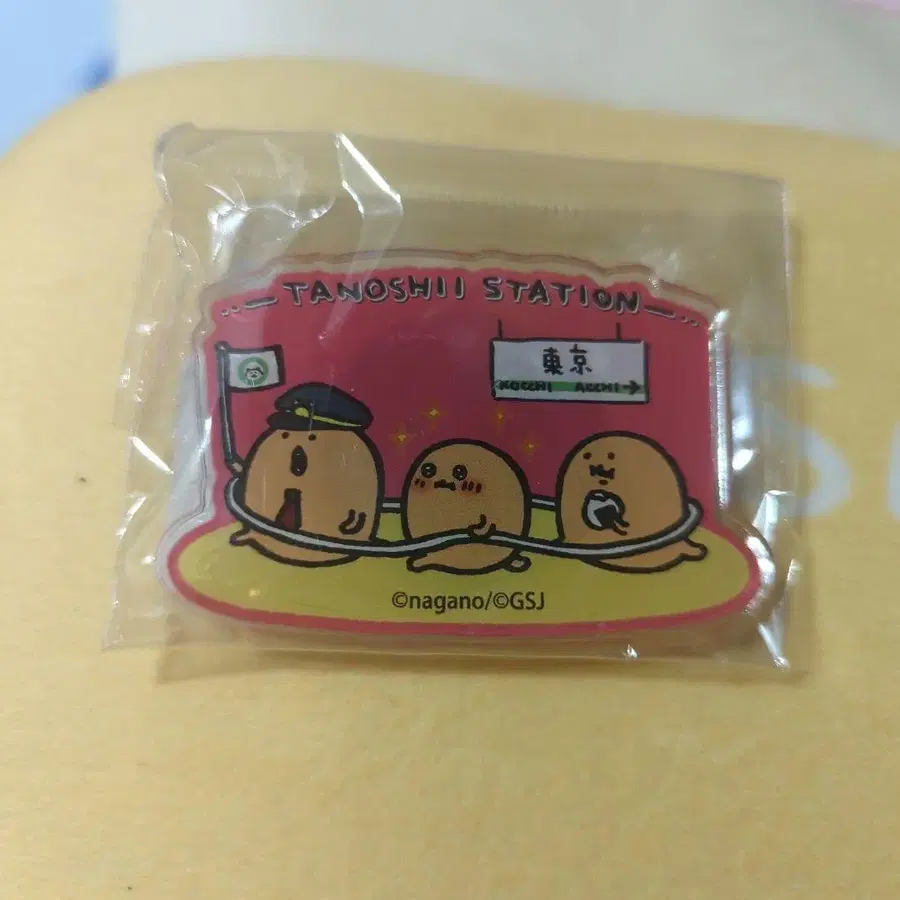 TANOSHII STATION
東京
KOCCHI ACCHI→
©nagano/©GSJ